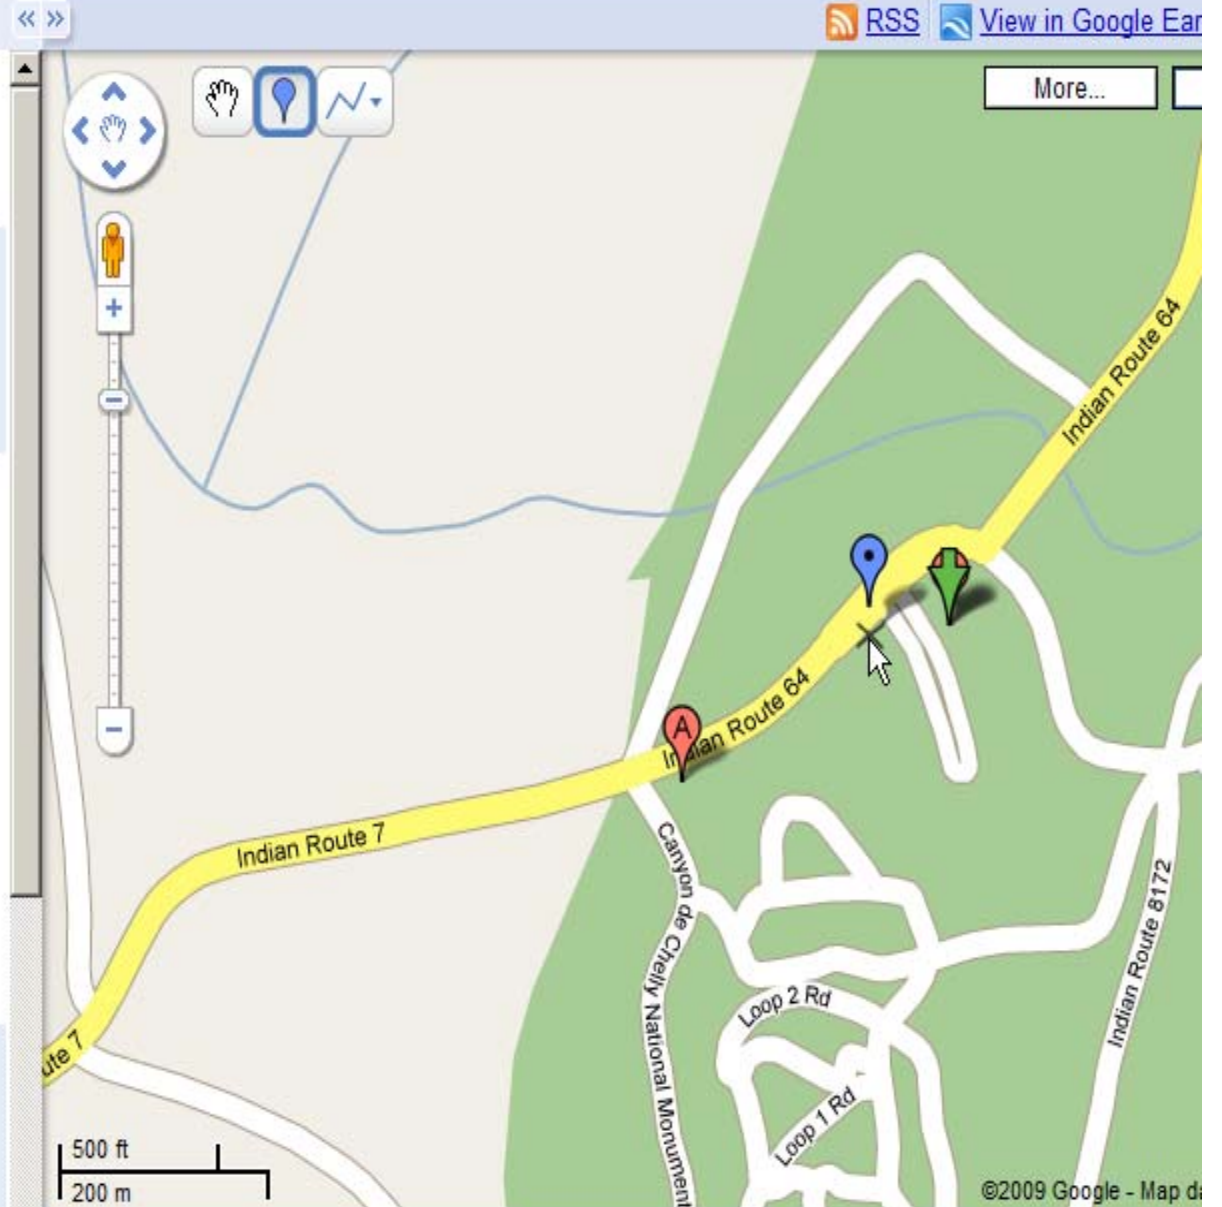 « »
RSS
View in Google Ear
More...
Indian Route 64
A
Indian Route 64
Indian Route 7
Canyon de Chelly National Monument
Indian Route 8172
Loop 2 Rd
ute 7
Loop 1 Rd
500 ft
200 m
©2009 Google - Map da